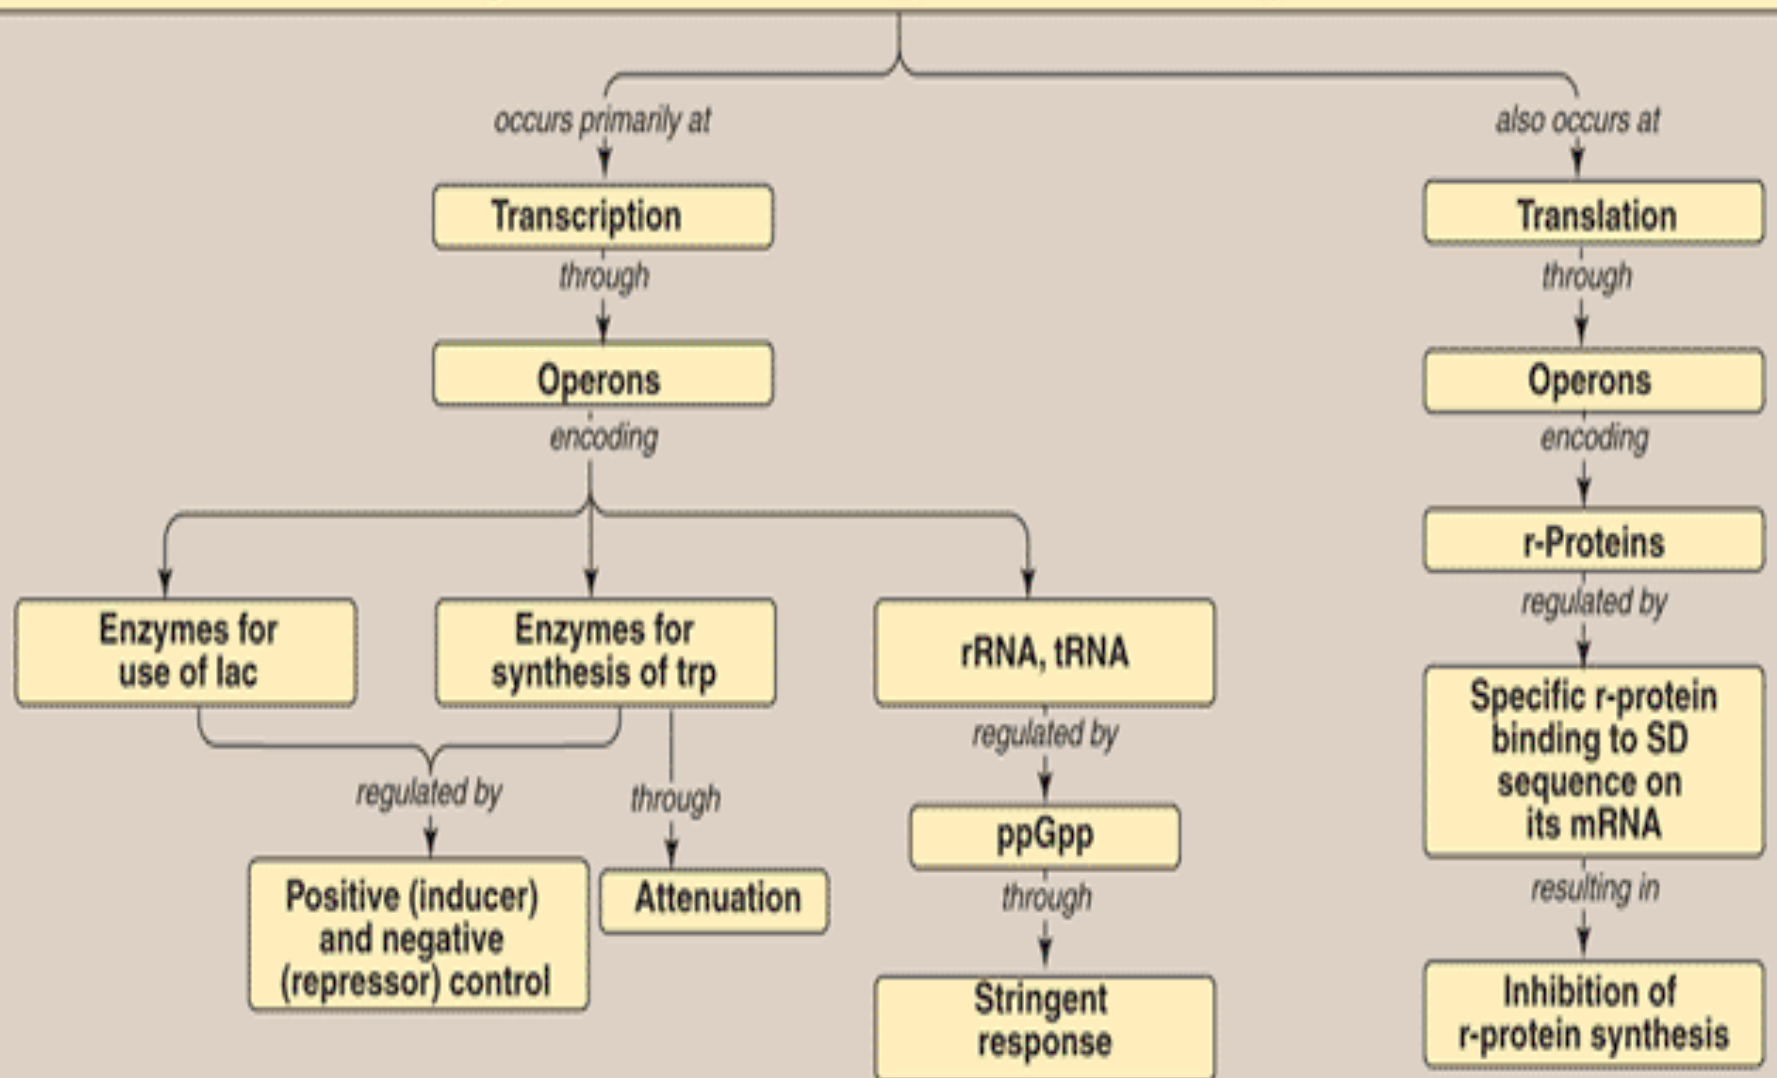 occurs primarily at
also occurs at
Transcription
Translation
through
through
Operons
Operons
encoding
encoding
r-Proteins
regulated by
Enzymes for
use of lac
Enzymes for
synthesis of trp
rRNA, tRNA
Specific r-protein
binding to SD
sequence on
its mRNA
regulated by
regulated by
through
ppGpp
through
resulting in
Positive (inducer)
and negative
(repressor) control
Attenuation
Stringent
response
Inhibition of
r-protein synthesis